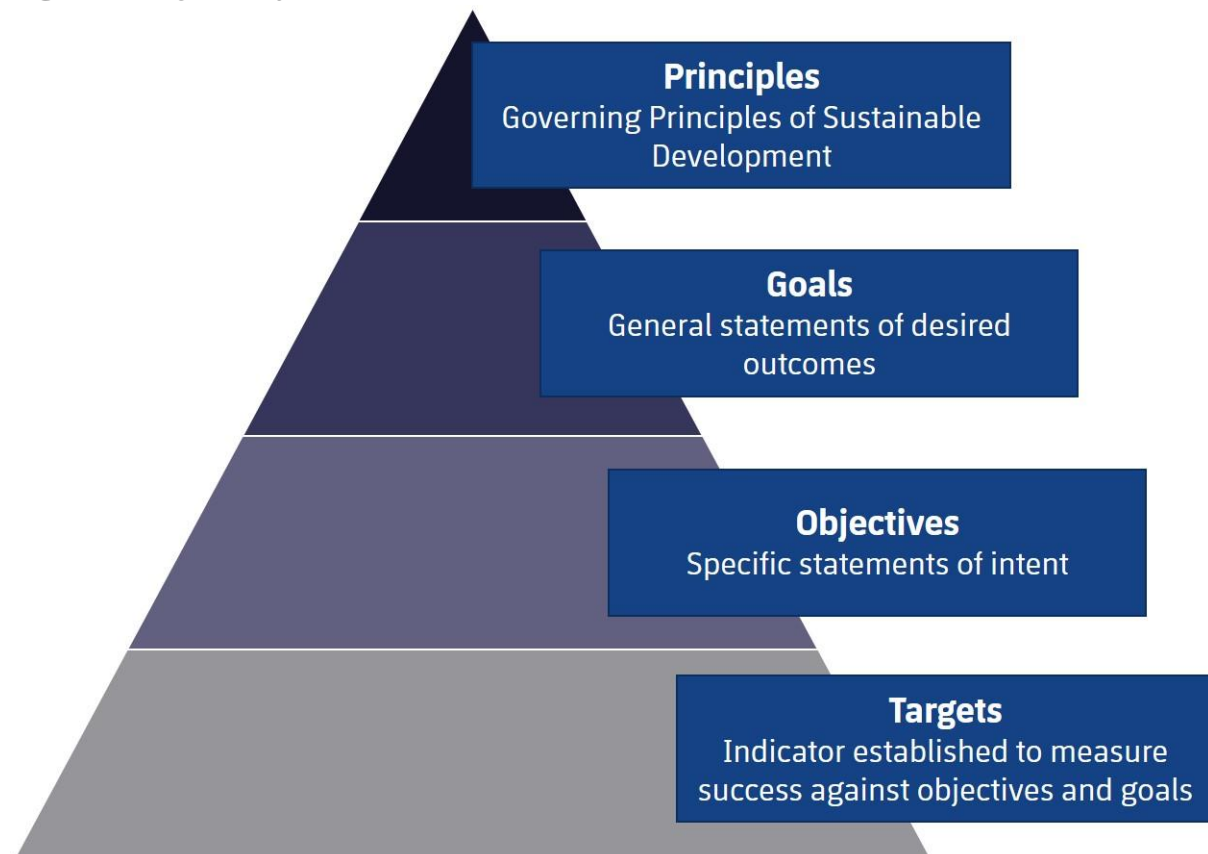 Principles
Governing Principles of Sustainable
Development
Goals
General statements of desired
outcomes
Objectives
Specific statements of intent
Targets
Indicator established to measure
success against objectives and goals